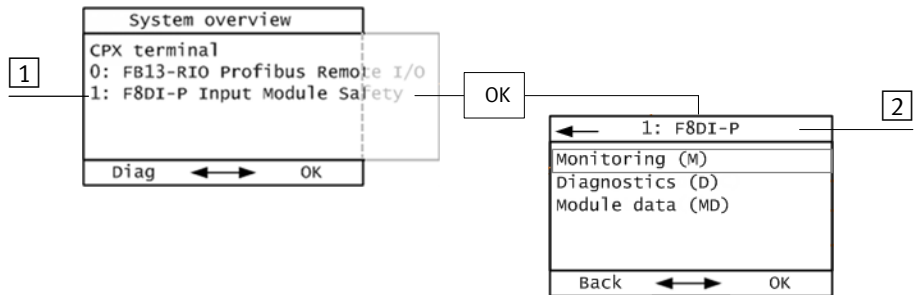 System overview
CPX terminal
0: FB13-RIO Profibus Remote I/O
1: F8DI-P Input Module Safety
Diag OK
1
OK
2
1: F8DI-P
Monitoring (M)
Diagnostics (D)
Module data (MD)
Back OK